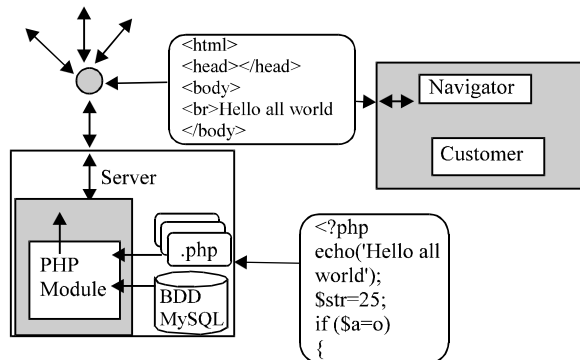 <html>
<head></head>
<body>
<br>Hello all world
</body>
Navigator
Customer
Server
.php
PHP
Module
BDD
MySQL
<?php
echo('Hello all
world');
$str=25;
if ($a=o)
{